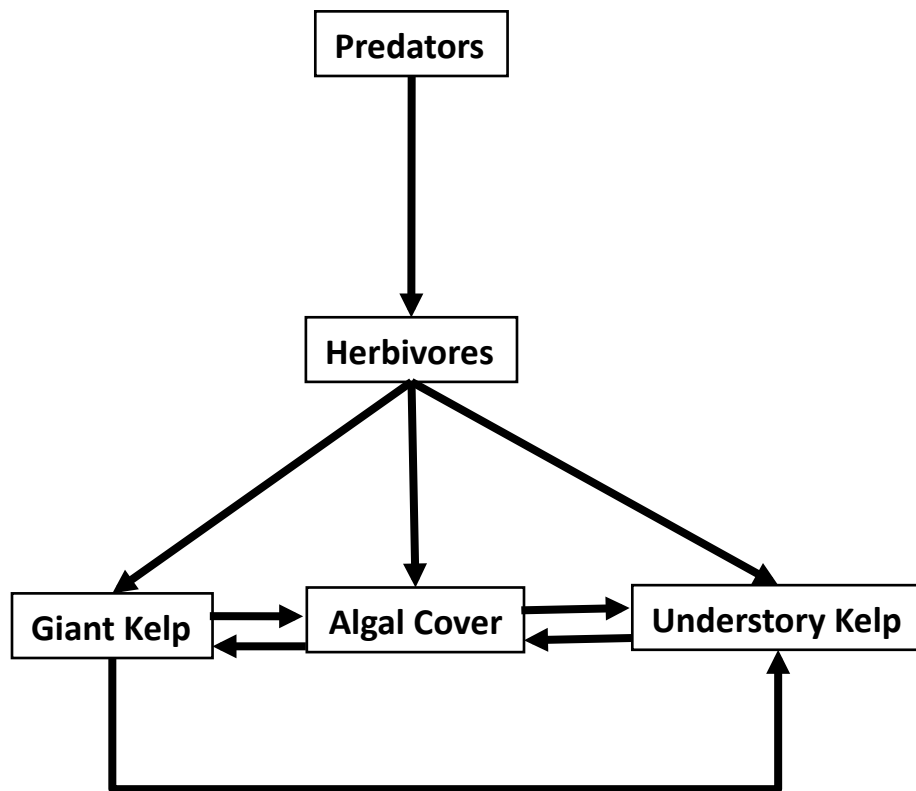 Predators
Herbivores
Giant Kelp
Algal Cover
Understory Kelp